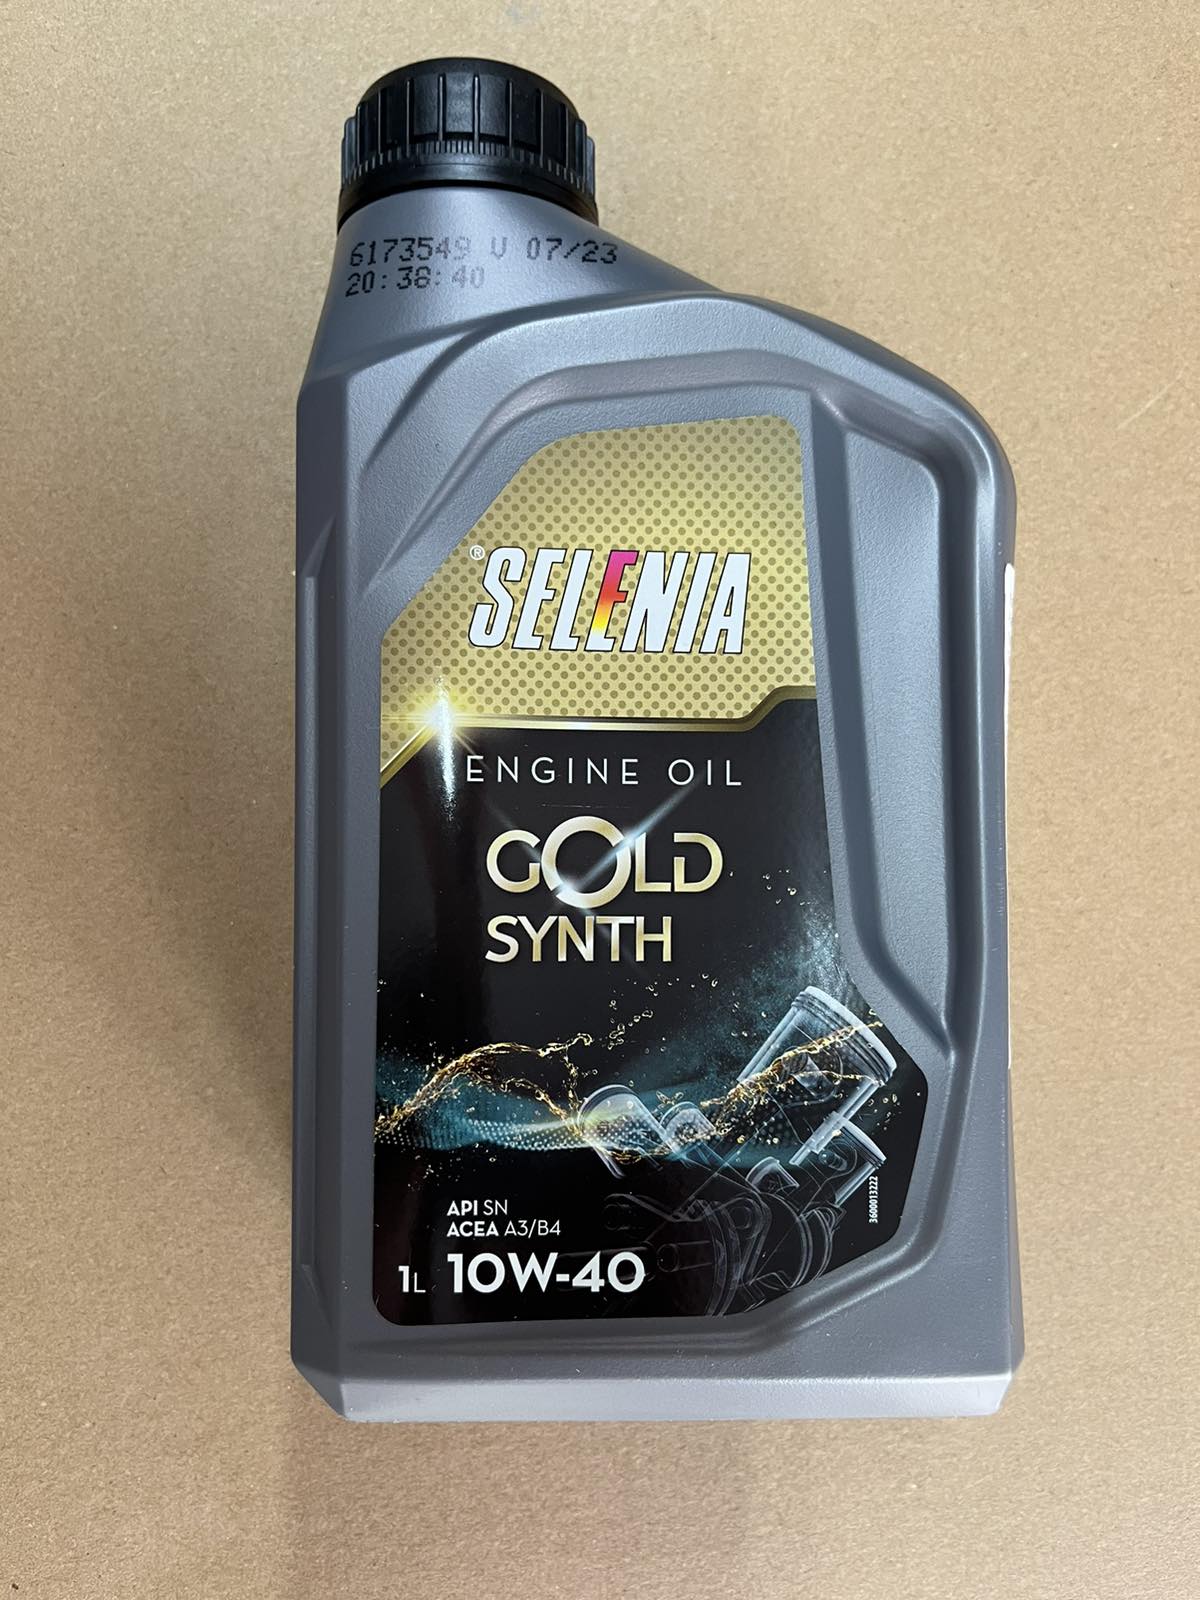 6173549 V 07/23
20:38:40
® SELENIA
ENGINE OIL
GOLD
SYNTH
API SN
ACEA A3/B4
1L 10W-40
3600013222